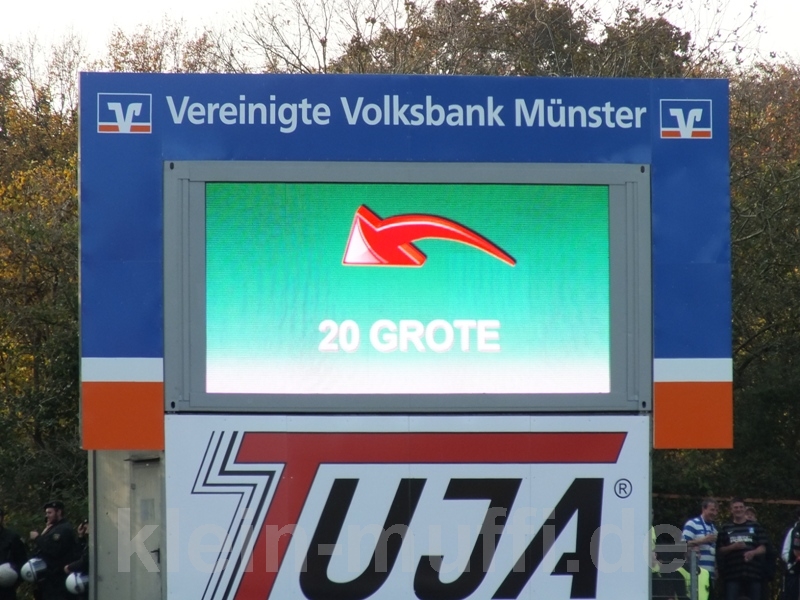 Vereinigte Volksbank Münster
20 GROTE
TUJA®
klein-muffi.de